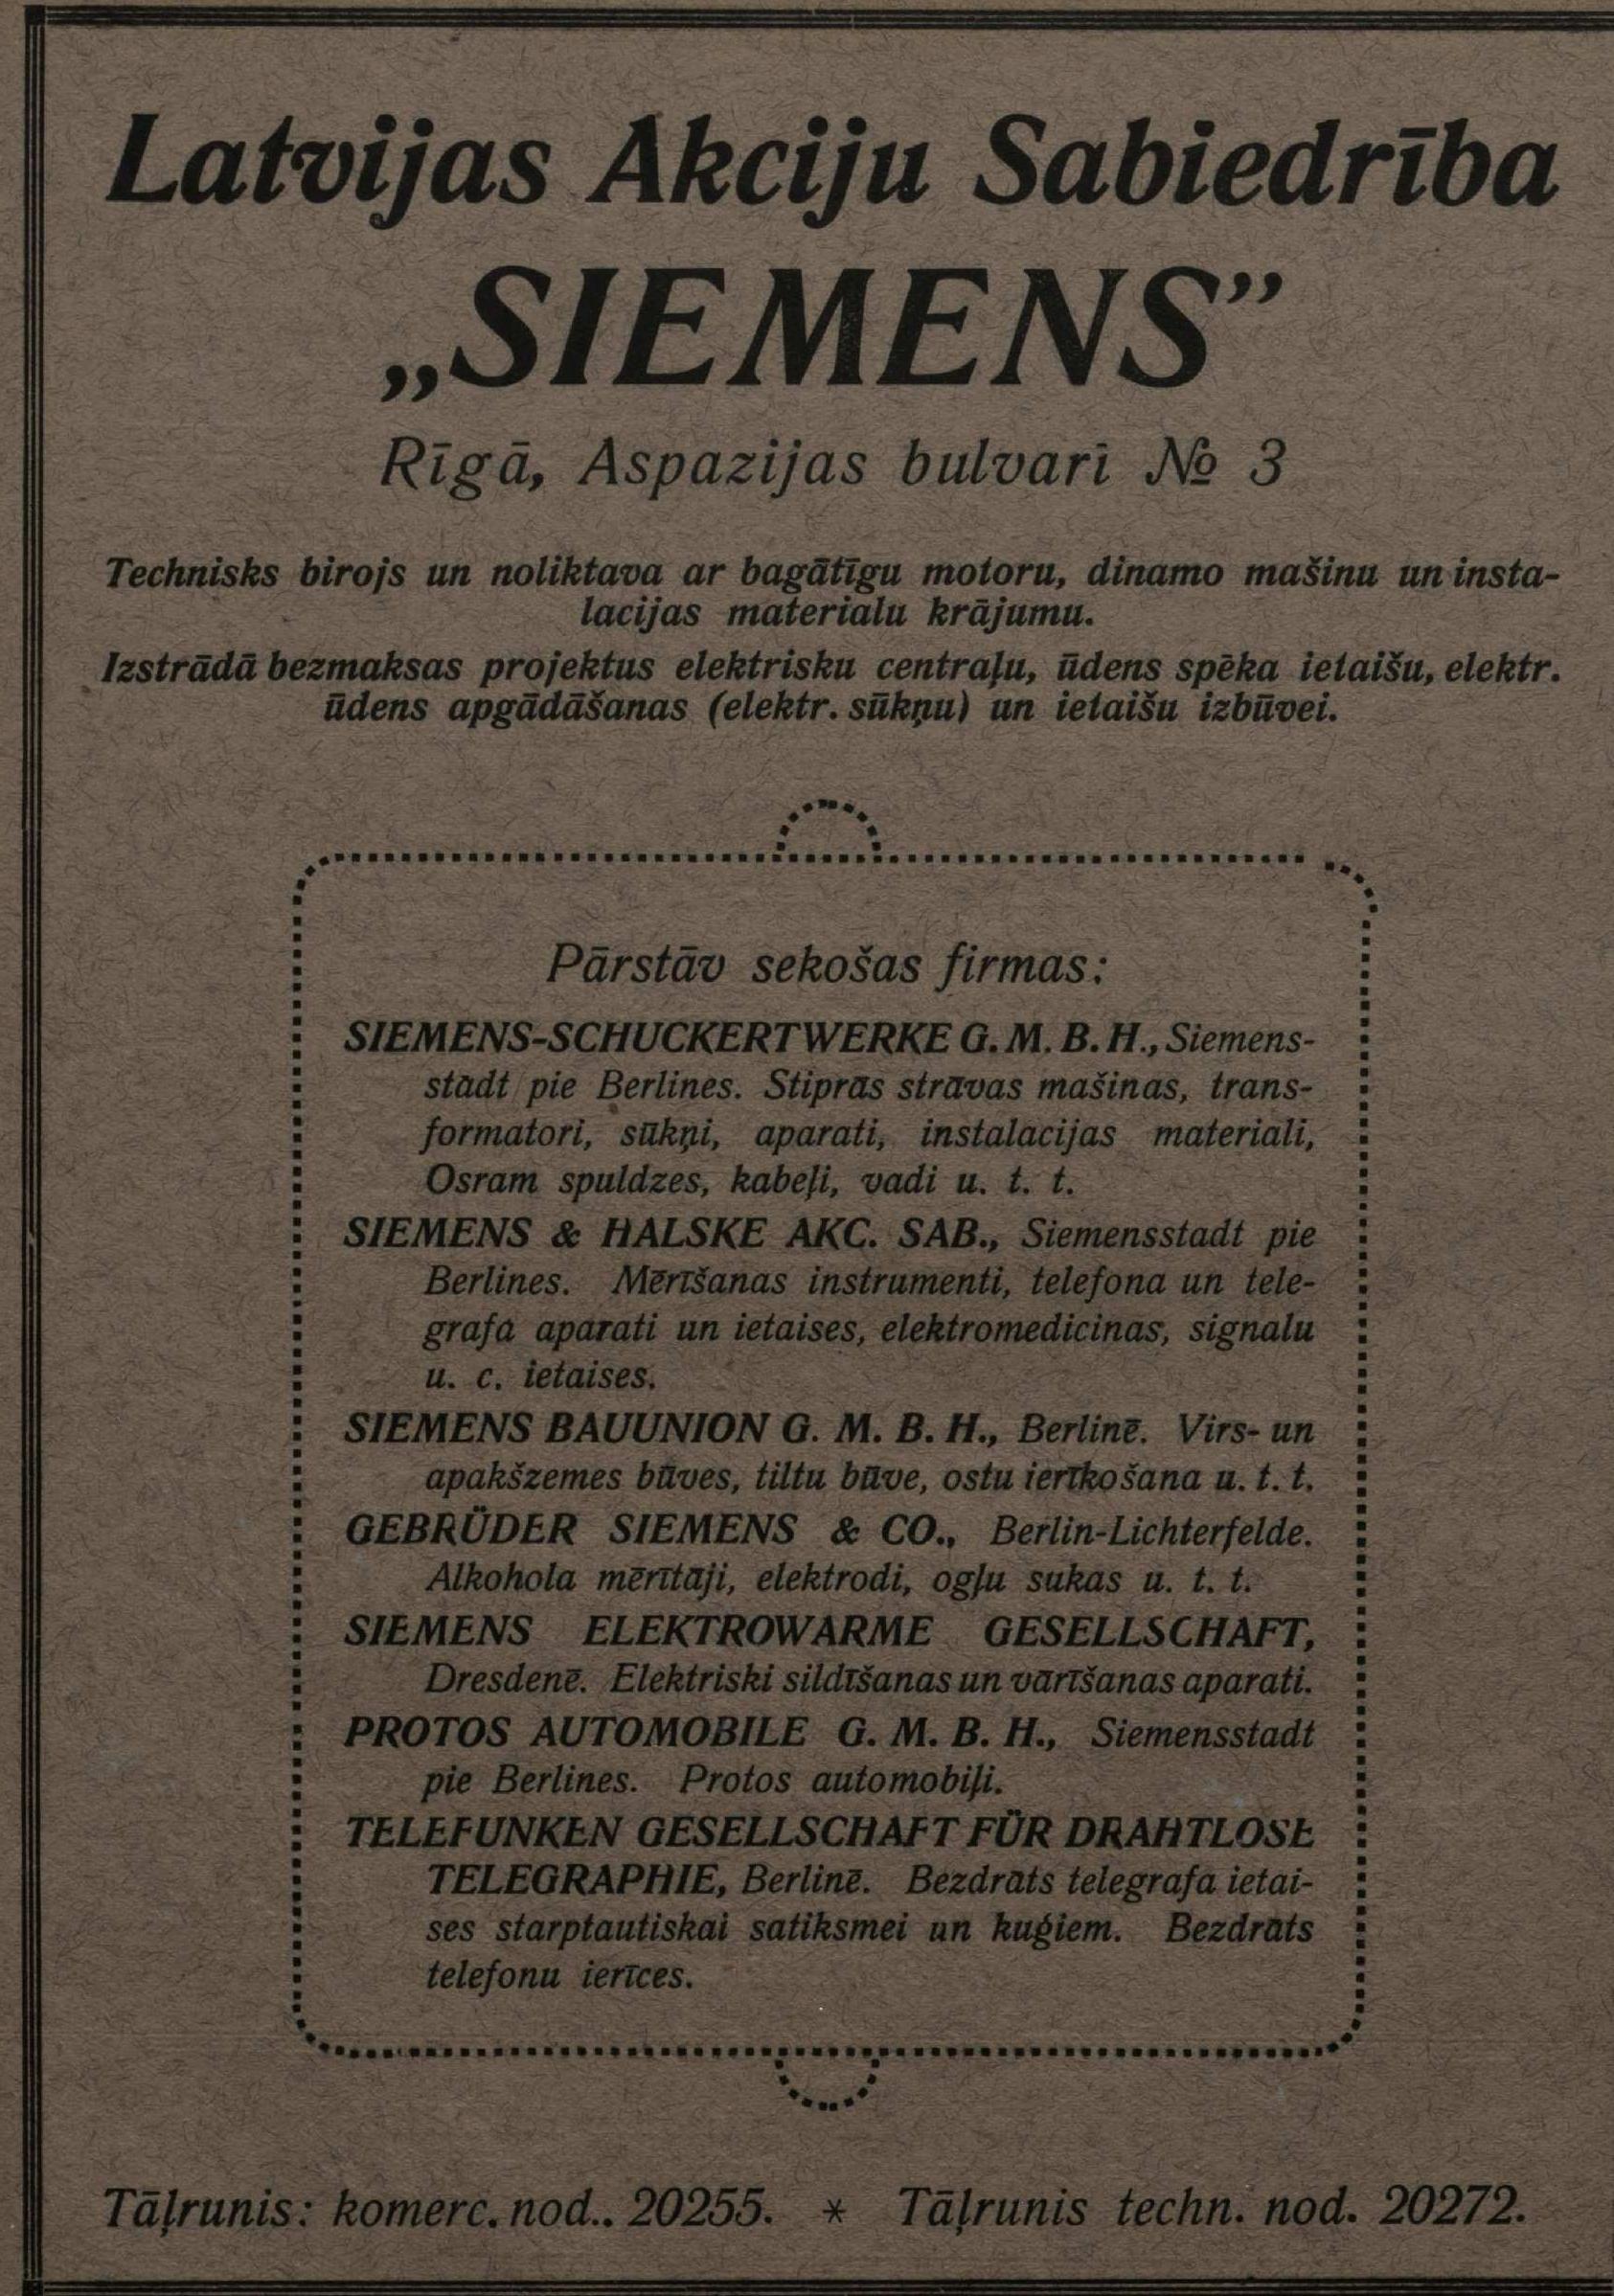 Latvijas Akciju Sabiedrība
„SIEMENS”
Rīgā, Aspazijas bulvarī № 3
Technisks birojs un noliktava ar bagātīgu motoru, dinamo mašinu un insta-
lacijas materialu krājumu.
Izstrādā bezmaksas projektus elektrisku centraļu, ūdens spēka ietaišu, elektr.
ūdens apgādāšanas (elektr. sūkņu) un ietaišu izbūvei.
Pārstāv sekošas firmas:
SIEMENS-SCHUCKERTWERKE G. M. B. H., Siemens-
stadt pie Berlines. Stipras strāvas mašinas, trans-
formatori, sūkņi, aparati, instalacijas materiali,
Osram spuldzes, kabeļi, vadi u. t. t.
SIEMENS & HALSKE AKC. SAB., Siemensstadt pie
Berlines. Mērīšanas instrumenti, telefona un tele-
grafa aparati un ietaises, elektromedicinas, signalu
u. c. ietaises.
SIEMENS BAUUNION G. M. B. H., Berlinē. Virs- un
apakšzemes būves, tiltu būve, ostu ierīkošana u. t. t.
GEBRÜDER SIEMENS & CO., Berlin-Lichterfelde.
Alkohola mērītāji, elektrodi, ogļu sukas u. t. t.
SIEMENS ELEKTROWARME GESELLSCHAFT,
Dresdenē. Elektriski sildīšanas un vārīšanas aparati.
PROTOS AUTOMOBILE G. M. B. H., Siemensstadt
pie Berlines. Protos automobiļi.
TELEFUNKEN GESELLSCHAFT FÜR DRAHTLOSE
TELEGRAPHIE, Berlinē. Bezdrāts telegrafa ietai-
ses starptautiskai satiksmei un kuģiem. Bezdrāts
telefonu ierīces.
Tāļrunis: komerc. nod.. 20255. * Tāļrunis techn. nod. 20272.